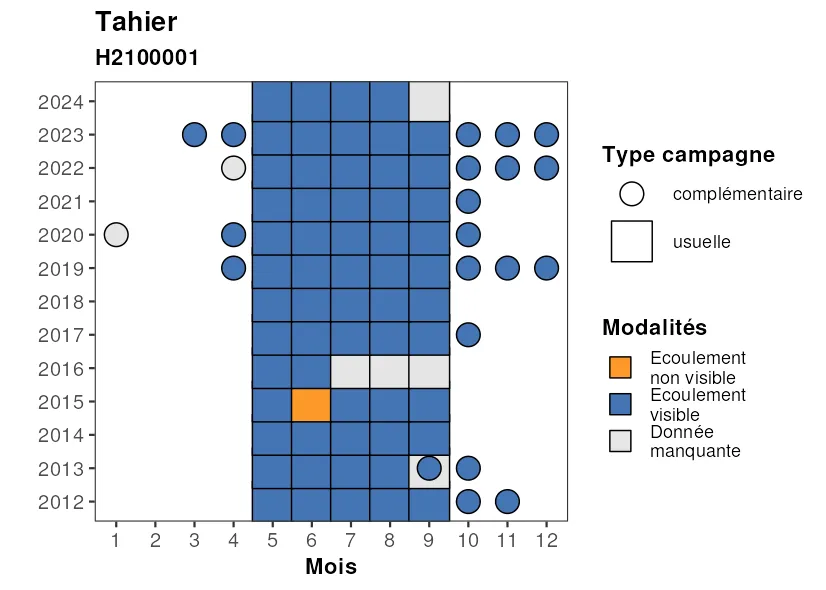 Tahier
H2100001
2024
2023
2022
2021
2020
2019
2018
2017
2016
2015
2014
2013
2012
1 2 3 4 5 6 7 8 9 10 11 12
Mois
Type campagne
complémentaire
usuelle
Modalités
Ecoulement
non visible
Ecoulement
visible
Donnée
manquante